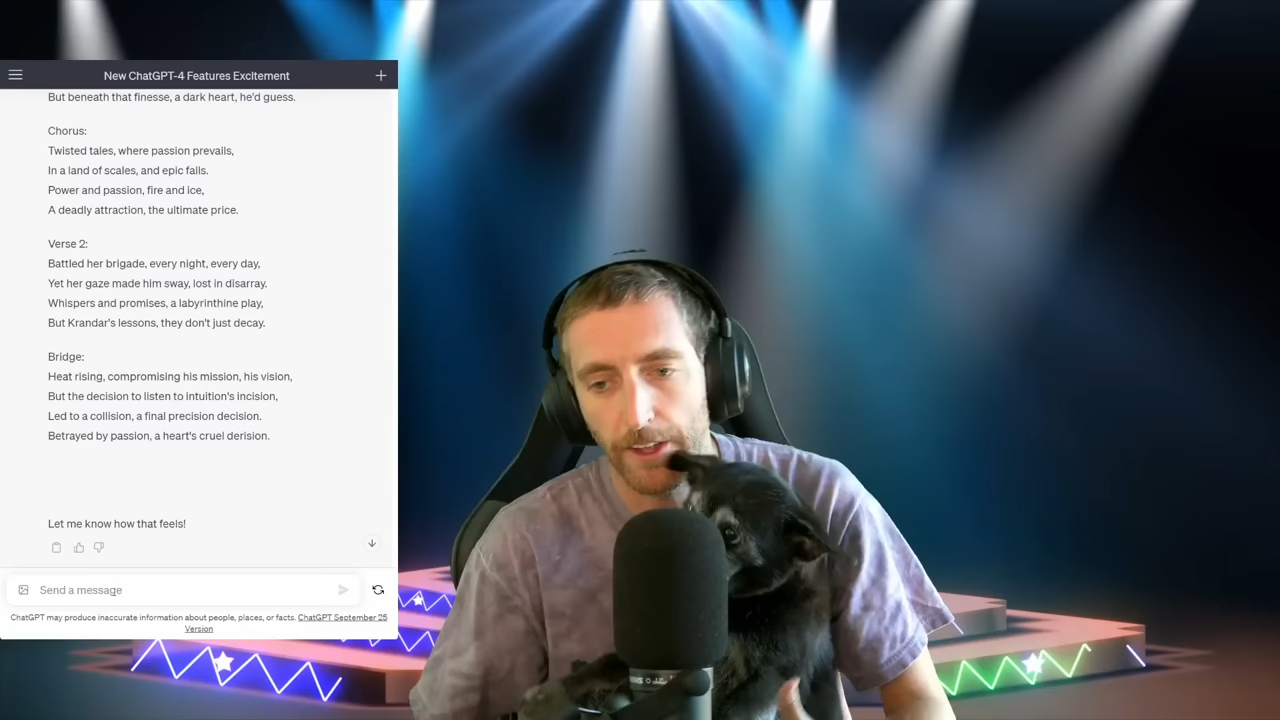 New ChatGPT-4 Features Excitement
But beneath that finesse, a dark heart, he'd guess.
Chorus:
Twisted tales, where passion prevails,
In a land of scales, and epic fails.
Power and passion, fire and ice,
A deadly attraction, the ultimate price.
Verse 2:
Battled her brigade, every night, every day,
Yet her gaze made him sway, lost in disarray.
Whispers and promises, a labyrinthine play,
But Krandar's lessons, they don't just decay.
Bridge:
Heat rising, compromising his mission, his vision,
But the decision to listen to intuition's incision,
Led to a collision, a final precision decision.
Betrayed by passion, a heart's cruel derision.
Let me know how that feels!
Send a message
ChatGPT may produce inaccurate information about people, places, or facts. ChatGPT September 25
Version